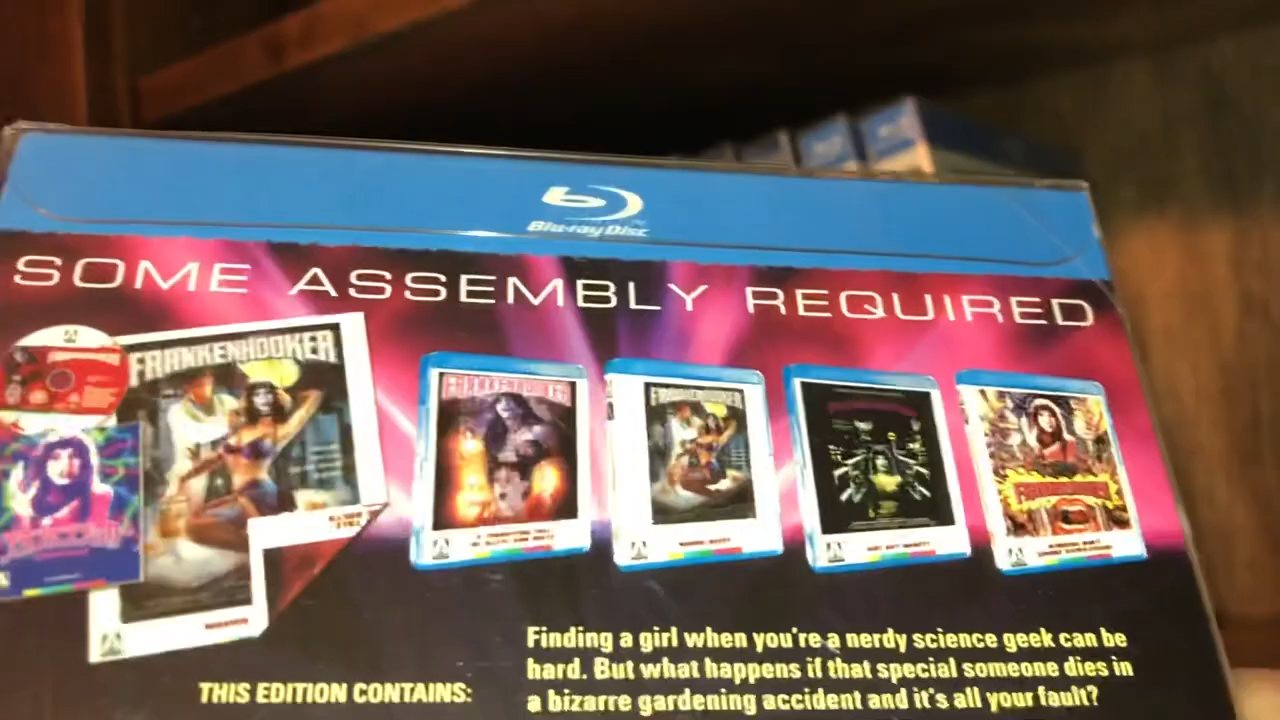 Blu-ray Disc
SOME ASSEMBLY REQUIRED
FRANKENHOOKER
FRANKENHOOKER
Finding a girl when you're a nerdy science geek can be
hard. But what happens if that special someone dies in
a bizarre gardening accident and it's all your fault?
THIS EDITION CONTAINS: